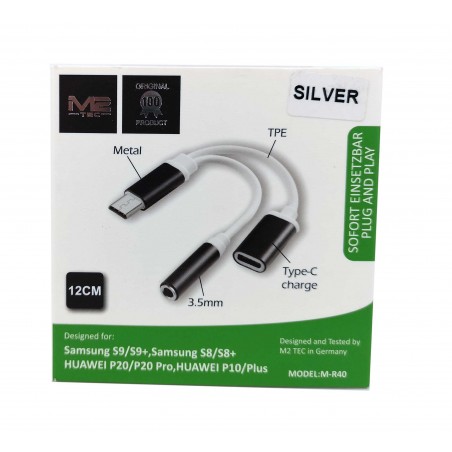 M2
TEC
ORIGINAL
100
PRODUCT
SILVER
TPE
Metal
SOFORT EINSETZBAR
PLUG AND PLAY
Type-C
charge
3.5mm
12CM
Designed for:
Samsung S9/S9+,Samsung S8/S8+
HUAWEI P20/P20 Pro,HUAWEI P10/Plus
Designed and Tested by
M2 TEC in Germany
MODEL:M-R40